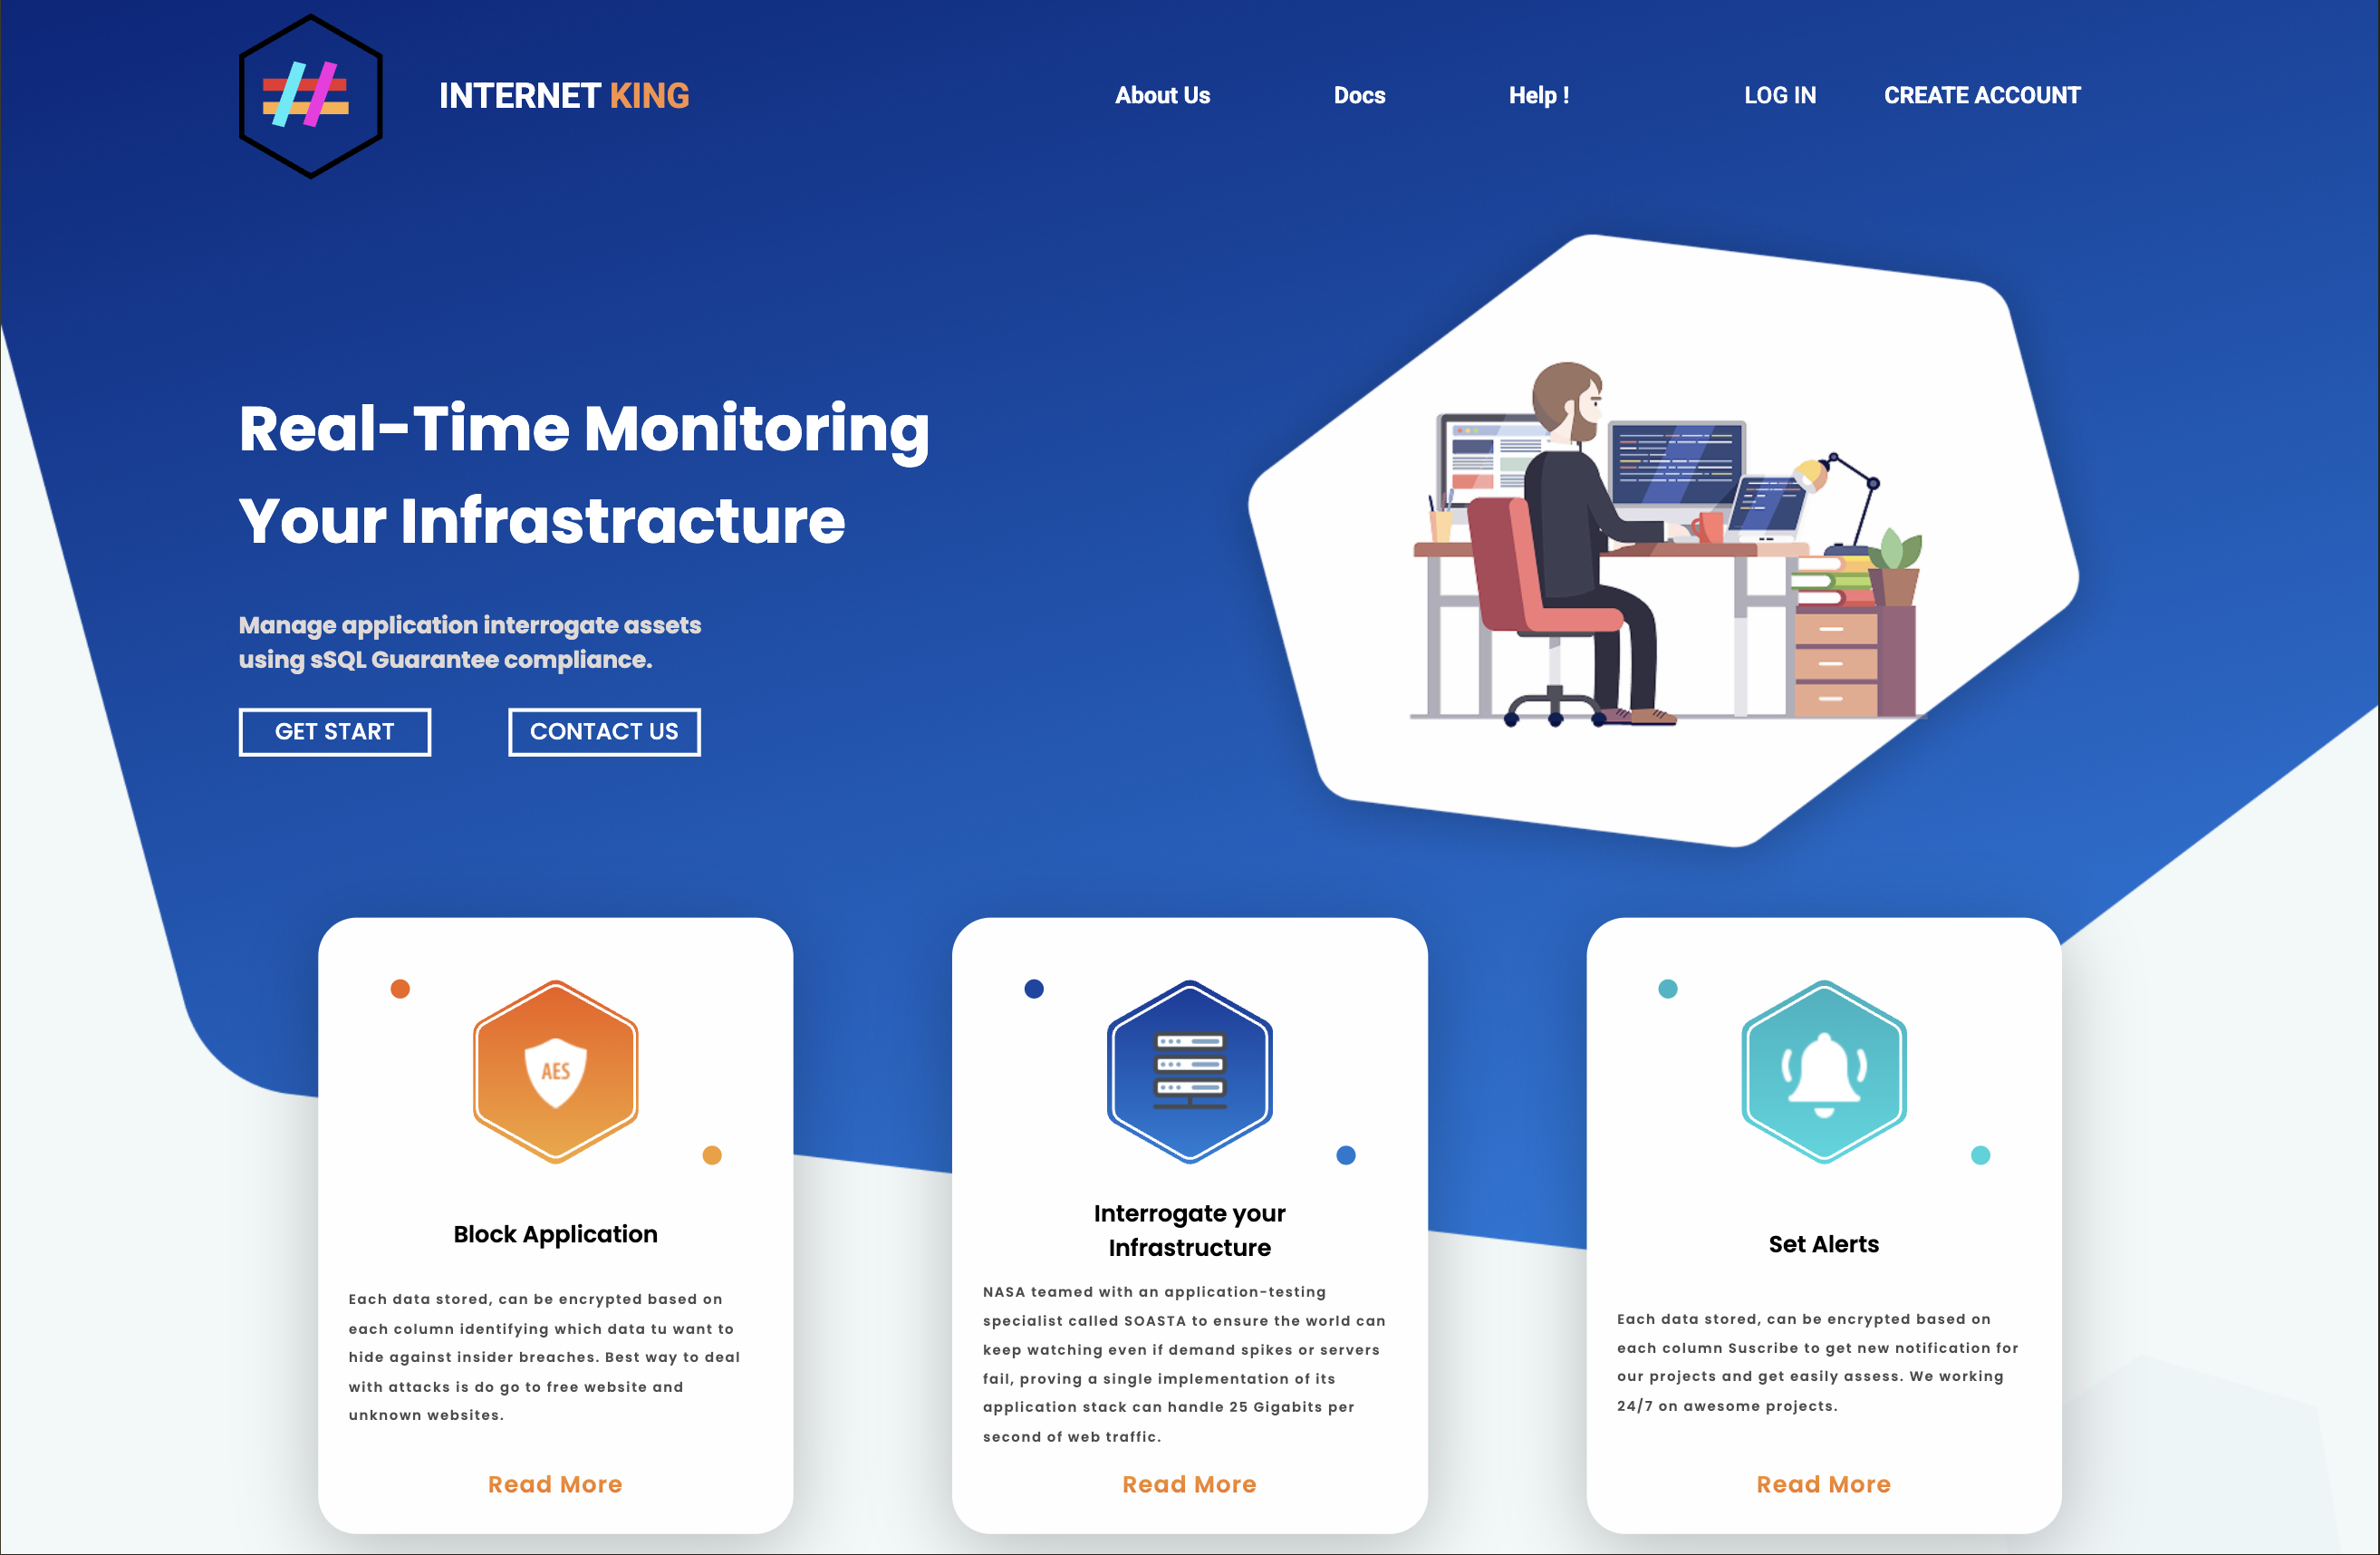 INTERNET KING
About Us
Docs
Help !
LOG IN
CREATE ACCOUNT
Real-Time Monitoring
Your Infrastracture
Manage application interrogate assets
using sSQL Guarantee compliance.
GET START
CONTACT US
AES
Block Application
Each data stored, can be encrypted based on
each column identifying which data tu want to
hide against insider breaches. Best way to deal
with attacks is do go to free website and
unknown websites.
Read More
Interrogate your
Infrastructure
NASA teamed with an application-testing
specialist called SOASTA to ensure the world can
keep watching even if demand spikes or servers
fail, proving a single implementation of its
application stack can handle 25 Gigabits per
second of web traffic.
Read More
Set Alerts
Each data stored, can be encrypted based on
each column Suscribe to get new notification for
our projects and get easily assess. We working
24/7 on awesome projects.
Read More